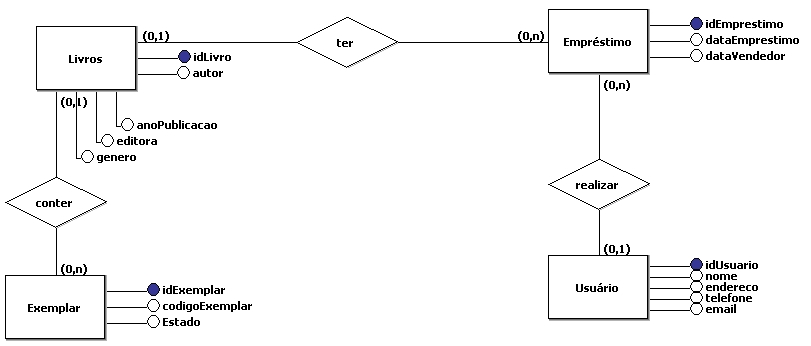 (0,1)
ter
(0,n)
Livros
idLivro
autor
(0,1)
anoPublicacao
editora
genero
Empréstimo
idEmprestimo
dataEmprestimo
dataVendedor
(0,n)
conter
realizar
(0,n)
(0,1)
Exemplar
idExemplar
codigoExemplar
Estado
Usuário
idUsuario
nome
endereco
telefone
email